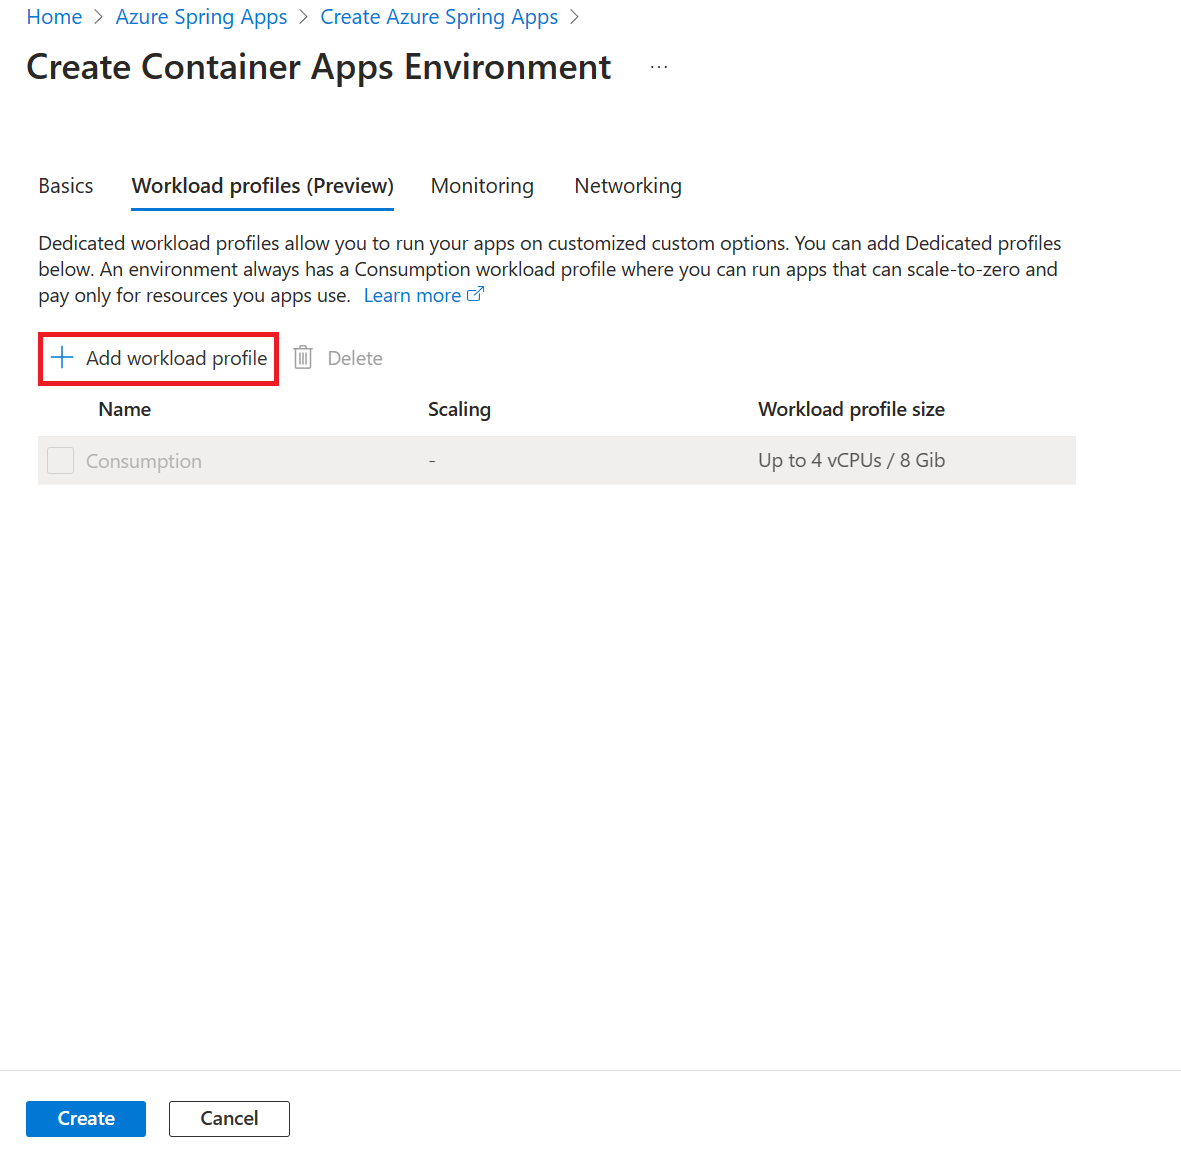 Home > Azure Spring Apps > Create Azure Spring Apps >
Create Container Apps Environment ...
Basics Workload profiles (Preview) Monitoring Networking
Dedicated workload profiles allow you to run your apps on customized custom options. You can add Dedicated profiles
below. An environment always has a Consumption workload profile where you can run apps that can scale-to-zero and
pay only for resources you apps use. Learn more
Add workload profile Delete
Name Scaling Workload profile size
Consumption - Up to 4 vCPUs / 8 Gib
Create Cancel